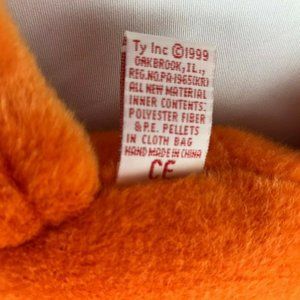 Ty Inc ©1999
OAKBROOK, IL.,
REG.NO.PA-1965(KR)
ALL NEW MATERIAL
INNER CONTENTS:
POLYESTER FIBER
& P.E. PELLETS
IN CLOTH BAG
HAND MADE IN CHINA
CE